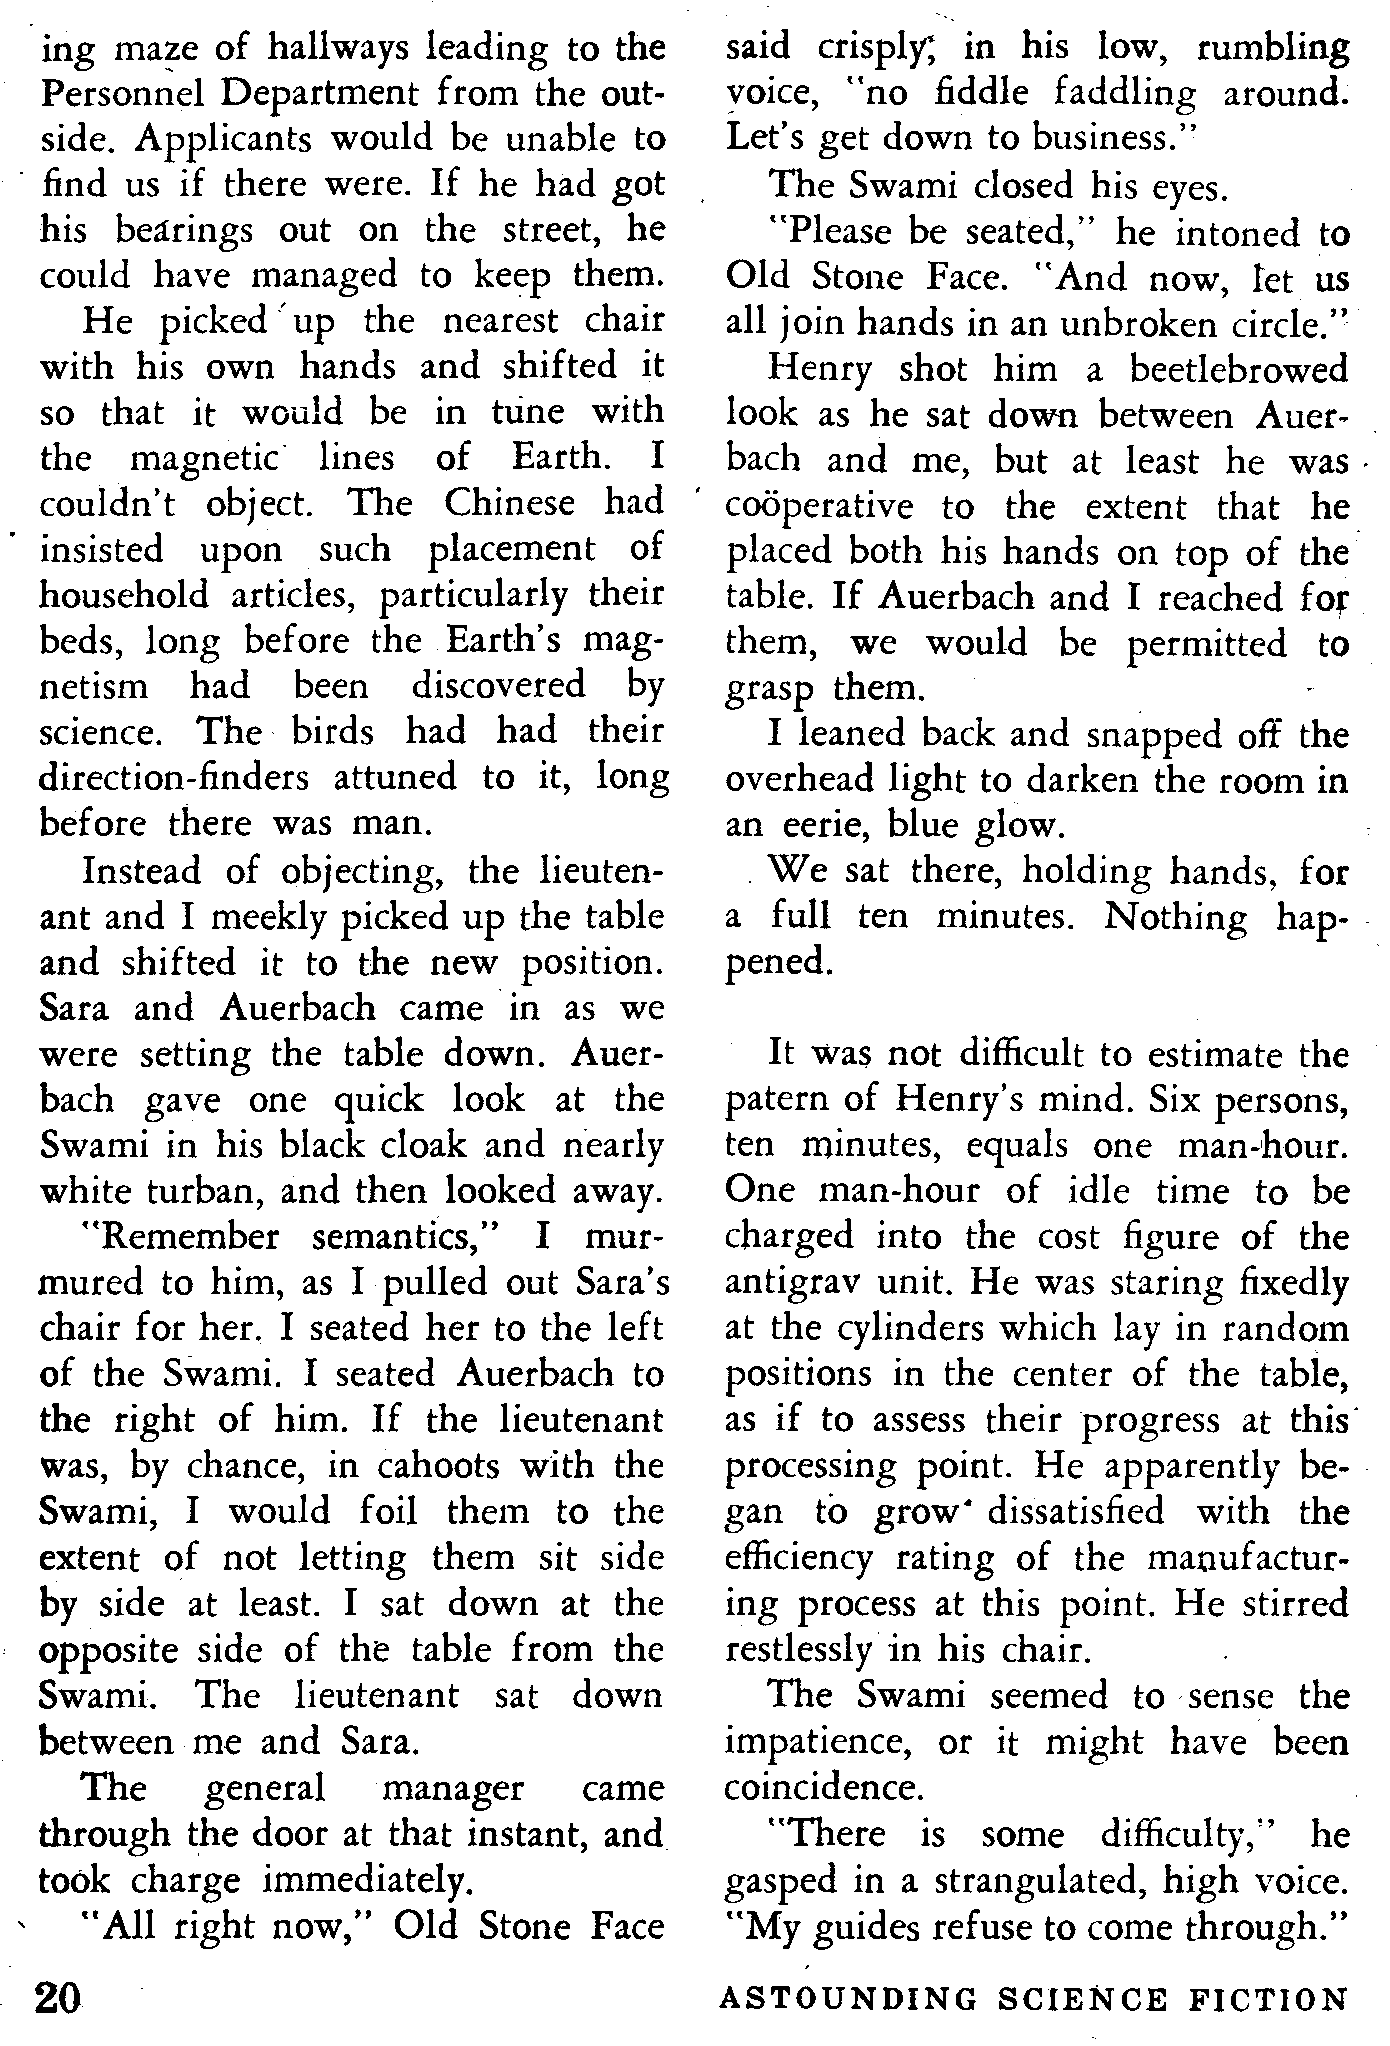 ing maze of hallways leading to the
Personnel Department from the out-
side. Applicants would be unable to
find us if there were. If he had got
his bearings out on the street, he
could have managed to keep them.
He picked up the nearest chair
with his own hands and shifted it
so that it would be in tune with
the magnetic lines of Earth. I
couldn't object. The Chinese had
insisted upon such placement of
household articles, particularly their
beds, long before the Earth's mag-
netism had been discovered by
science. The birds had had their
direction-finders attuned to it, long
before there was man.
Instead of objecting, the lieuten-
ant and I meekly picked up the table
and shifted it to the new position.
Sara and Auerbach came in as we
were setting the table down. Auer-
bach gave one quick look at the
Swami in his black cloak and nearly
white turban, and then looked away.
"Remember semantics," I mur-
mured to him, as I pulled out Sara's
chair for her. I seated her to the left
of the Swami. I seated Auerbach to
the right of him. If the lieutenant
was, by chance, in cahoots with the
Swami, I would foil them to the
extent of not letting them sit side
by side at least. I sat down at the
opposite side of the table from the
Swami. The lieutenant sat down
between me and Sara.
The general manager came
through the door at that instant, and
took charge immediately.
"All right now," Old Stone Face
said crisply, in his low, rumbling
voice, "no fiddle faddling around.
Let's get down to business."
The Swami closed his eyes.
"Please be seated," he intoned to
Old Stone Face. "And now, let us
all join hands in an unbroken circle."
Henry shot him a beetlebrowed
look as he sat down between Auer-
bach and me, but at least he was
coöperative to the extent that he
placed both his hands on top of the
table. If Auerbach and I reached for
them, we would be permitted to
grasp them.
I leaned back and snapped off the
overhead light to darken the room in
an eerie, blue glow.
We sat there, holding hands, for
a full ten minutes. Nothing hap-
pened.
It was not difficult to estimate the
patern of Henry's mind. Six persons,
ten minutes, equals one man-hour.
One man-hour of idle time to be
charged into the cost figure of the
antigrav unit. He was staring fixedly
at the cylinders which lay in random
positions in the center of the table,
as if to assess their progress at this
processing point. He apparently be-
gan to grow dissatisfied with the
efficiency rating of the manufactur-
ing process at this point. He stirred
restlessly in his chair.
The Swami seemed to sense the
impatience, or it might have been
coincidence.
"There is some difficulty," he
gasped in a strangulated, high voice.
"My guides refuse to come through."
20
ASTOUNDING SCIENCE FICTION